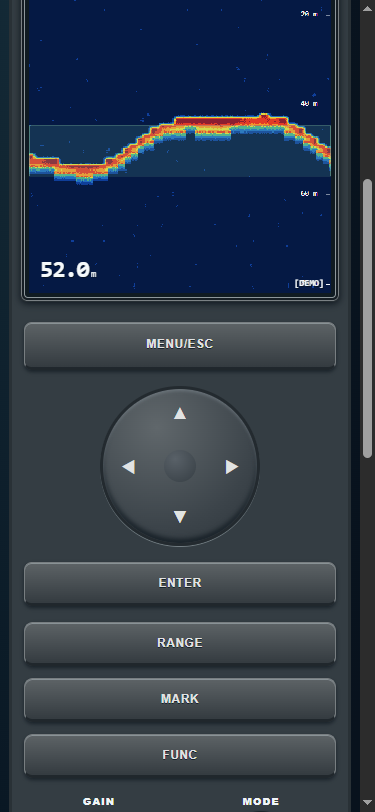 20 m
40 m
60 m
52.0m
[DEMO]
MENU/ESC
ENTER
RANGE
MARK
FUNC
GAIN MODE